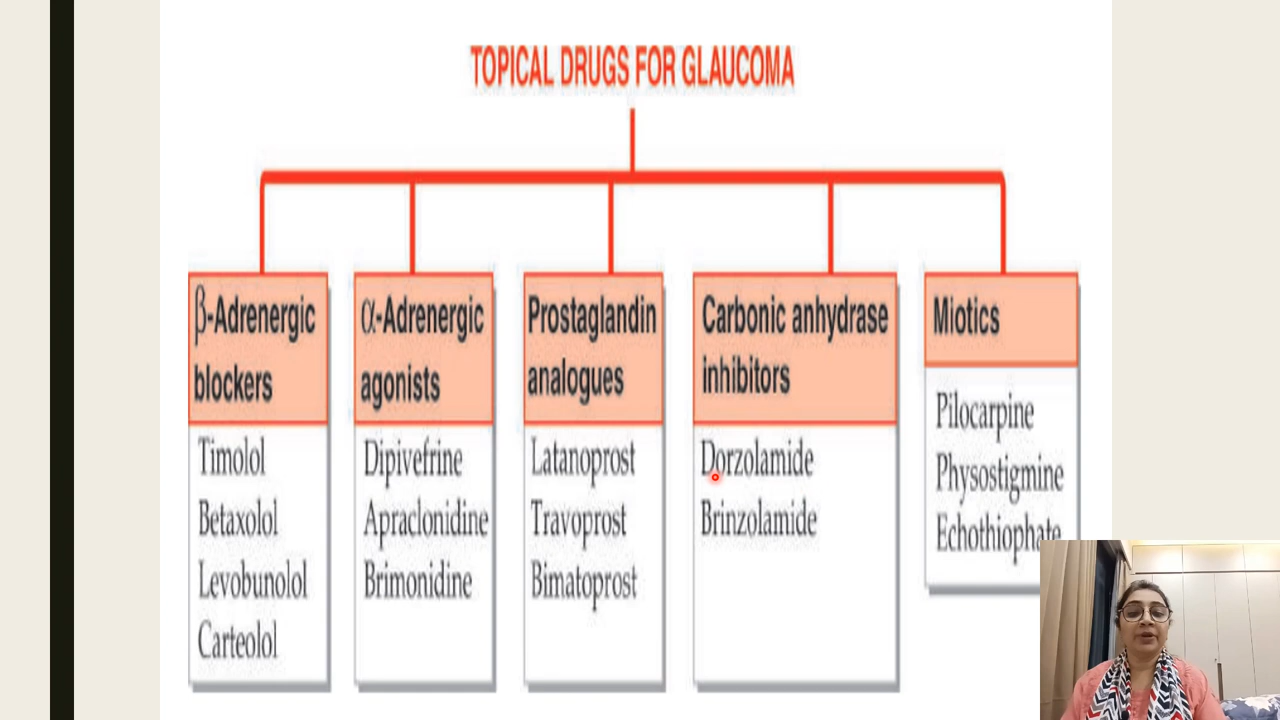 TOPICAL DRUGS FOR GLAUCOMA
β-Adrenergic
blockers
Timolol
Betaxolol
Levobunolol
Carteolol
α-Adrenergic
agonists
Dipivefrine
Apraclonidine
Brimonidine
Prostaglandin
analogues
Latanoprost
Travoprost
Bimatoprost
Carbonic anhydrase
inhibitors
Dorzolamide
Brinzolamide
Miotics
Pilocarpine
Physostigmine
Echothiophate